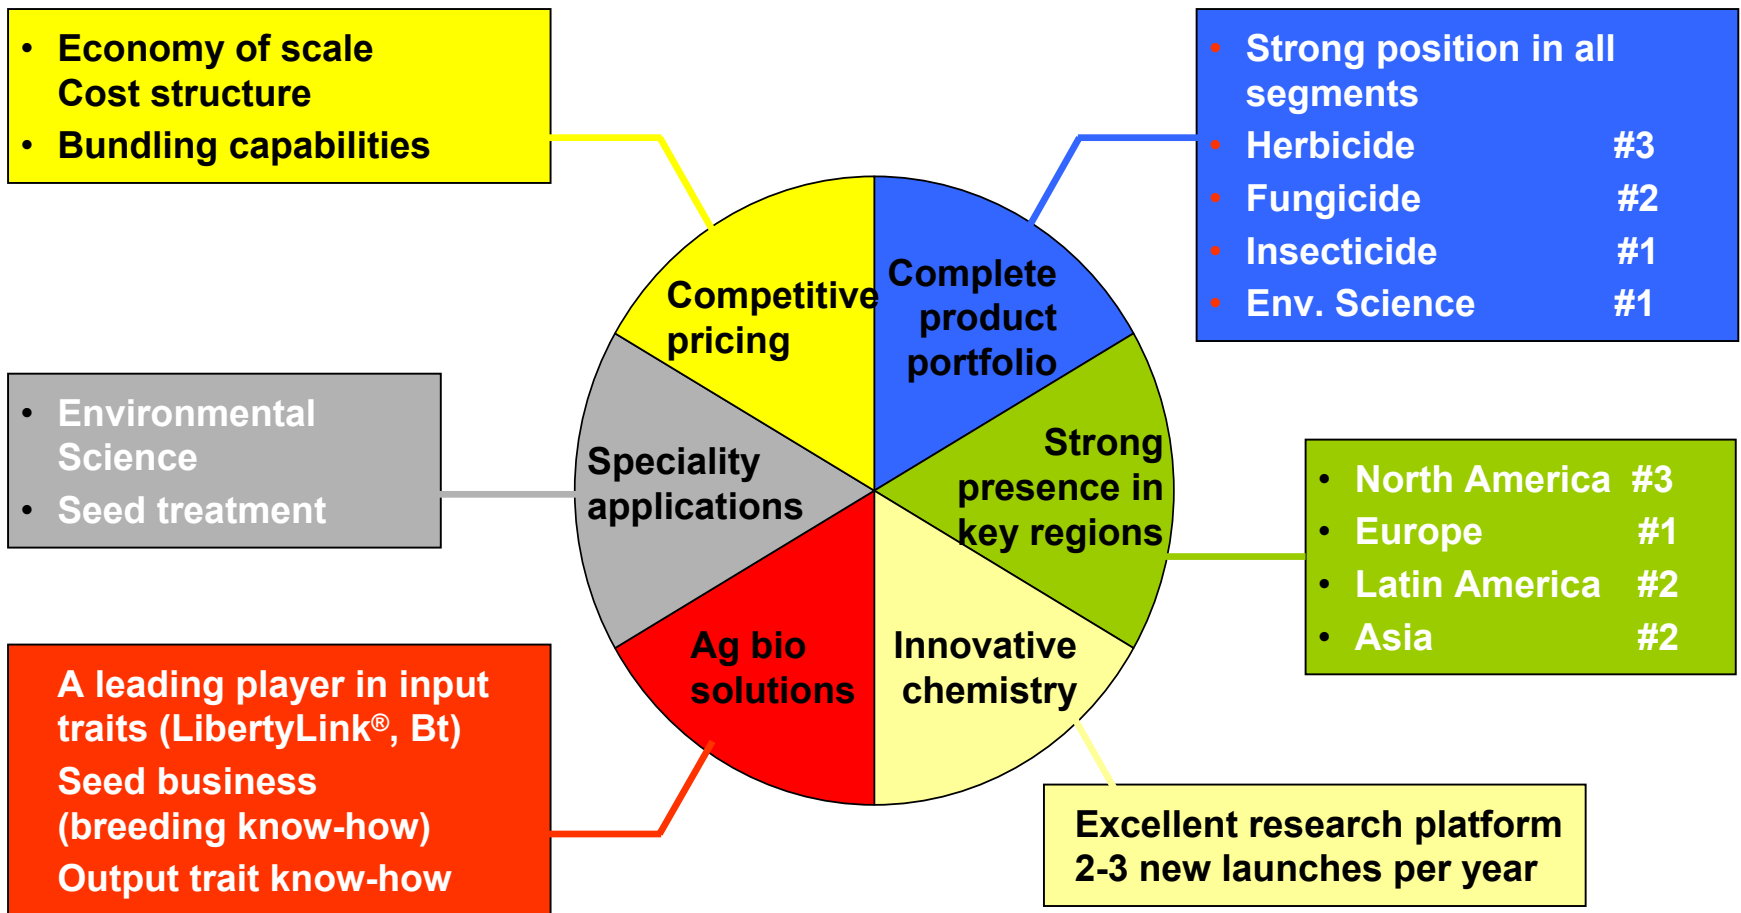 • Economy of scale
Cost structure
• Bundling capabilities
• Strong position in all
segments
• Herbicide #3
• Fungicide #2
• Insecticide #1
• Env. Science #1
Competitive
pricing
Complete
product
portfolio
• Environmental
Science
• Seed treatment
Speciality
applications
Strong
presence in
key regions
• North America #3
• Europe #1
• Latin America #2
• Asia #2
A leading player in input
traits (LibertyLink®, Bt)
Seed business
(breeding know-how)
Output trait know-how
Ag bio
solutions
Innovative
chemistry
Excellent research platform
2-3 new launches per year